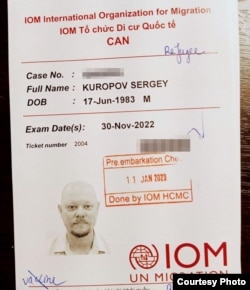 IOM International Organization for Migration
IOM Tổ chức Di cư Quốc tế
CAN
Refugee
Case No. :
Full Name : KUROPOV SERGEY
DOB : 17-Jun-1983 M
Exam Date(s): 30-Nov-2022
Ticket number 2004
Pre.embarkation Che
11 JAN 2023
Done by IOM HCMC
IOM
UN MIGRATION
Courtesy Photo